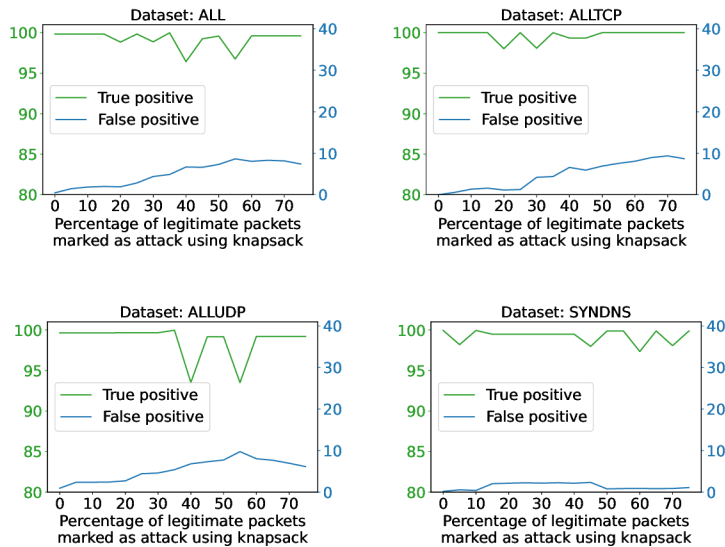 Dataset: ALL
100
95
90
85
80
40
30
20
10
0
True positive
False positive
0 10 20 30 40 50 60 70
Percentage of legitimate packets
marked as attack using knapsack
Dataset: ALLTCP
100
95
90
85
80
40
30
20
10
0
True positive
False positive
0 10 20 30 40 50 60 70
Percentage of legitimate packets
marked as attack using knapsack
Dataset: ALLUDP
100
95
90
85
80
40
30
20
10
0
True positive
False positive
0 10 20 30 40 50 60 70
Percentage of legitimate packets
marked as attack using knapsack
Dataset: SYNDNS
100
95
90
85
80
40
30
20
10
0
True positive
False positive
0 10 20 30 40 50 60 70
Percentage of legitimate packets
marked as attack using knapsack